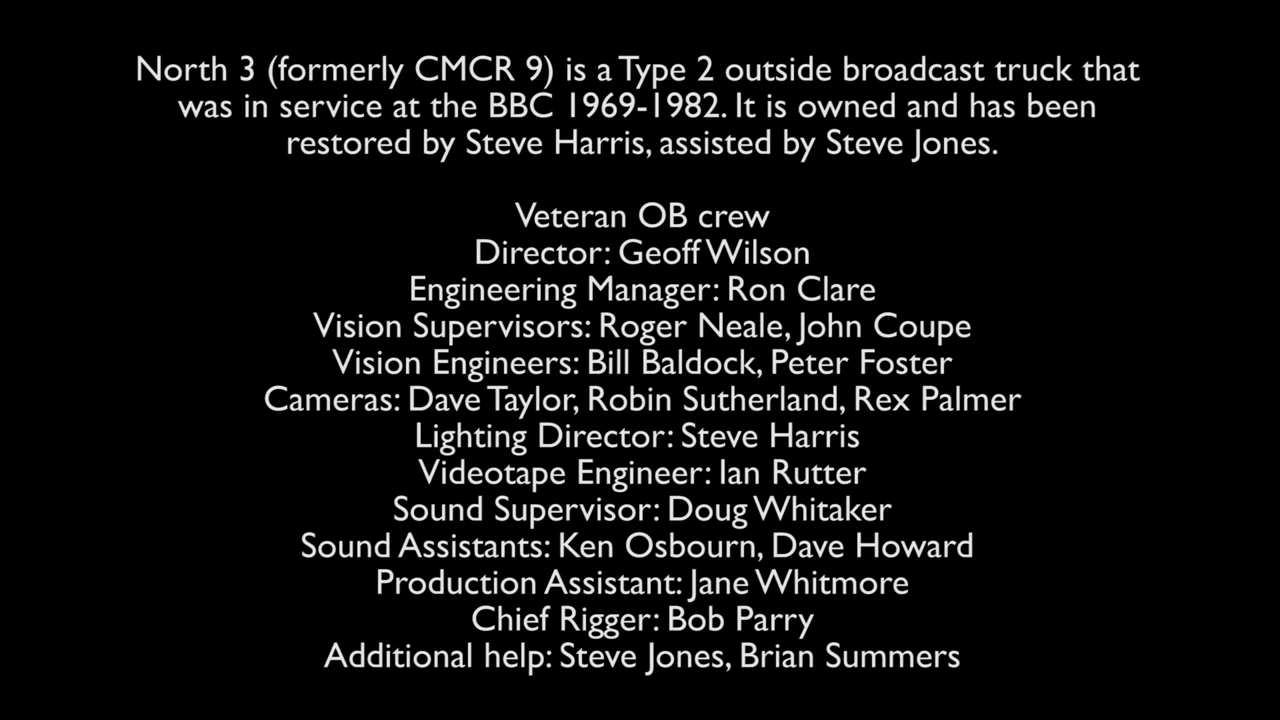 North 3 (formerly CMCR 9) is a Type 2 outside broadcast truck that
was in service at the BBC 1969-1982. It is owned and has been
restored by Steve Harris, assisted by Steve Jones.
Veteran OB crew
Director: Geoff Wilson
Engineering Manager: Ron Clare
Vision Supervisors: Roger Neale, John Coupe
Vision Engineers: Bill Baldock, Peter Foster
Cameras: Dave Taylor, Robin Sutherland, Rex Palmer
Lighting Director: Steve Harris
Videotape Engineer: Ian Rutter
Sound Supervisor: Doug Whitaker
Sound Assistants: Ken Osbourn, Dave Howard
Production Assistant: Jane Whitmore
Chief Rigger: Bob Parry
Additional help: Steve Jones, Brian Summers